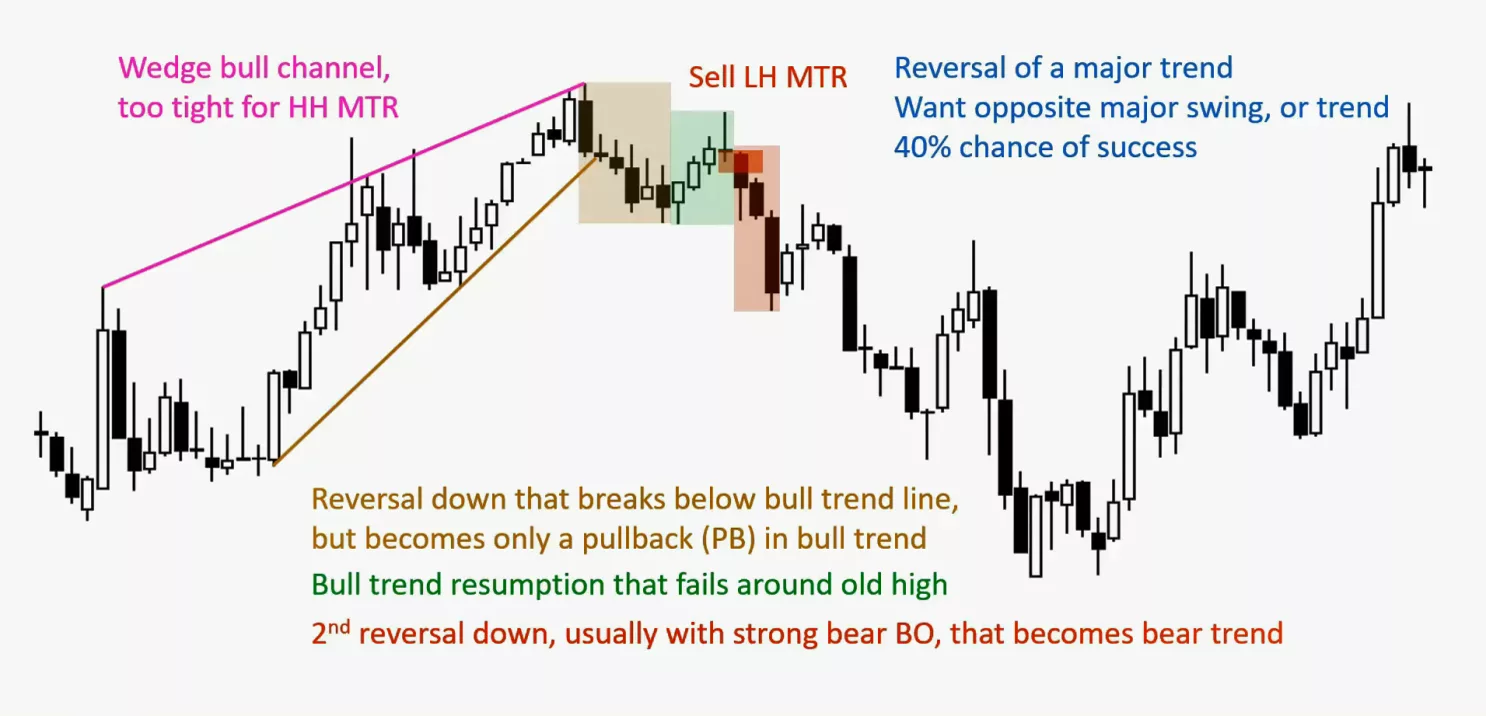 Wedge bull channel,
too tight for HH MTR
Sell LH MTR
Reversal of a major trend
Want opposite major swing, or trend
40% chance of success
Reversal down that breaks below bull trend line,
but becomes only a pullback (PB) in bull trend
Bull trend resumption that fails around old high
2nd reversal down, usually with strong bear BO, that becomes bear trend